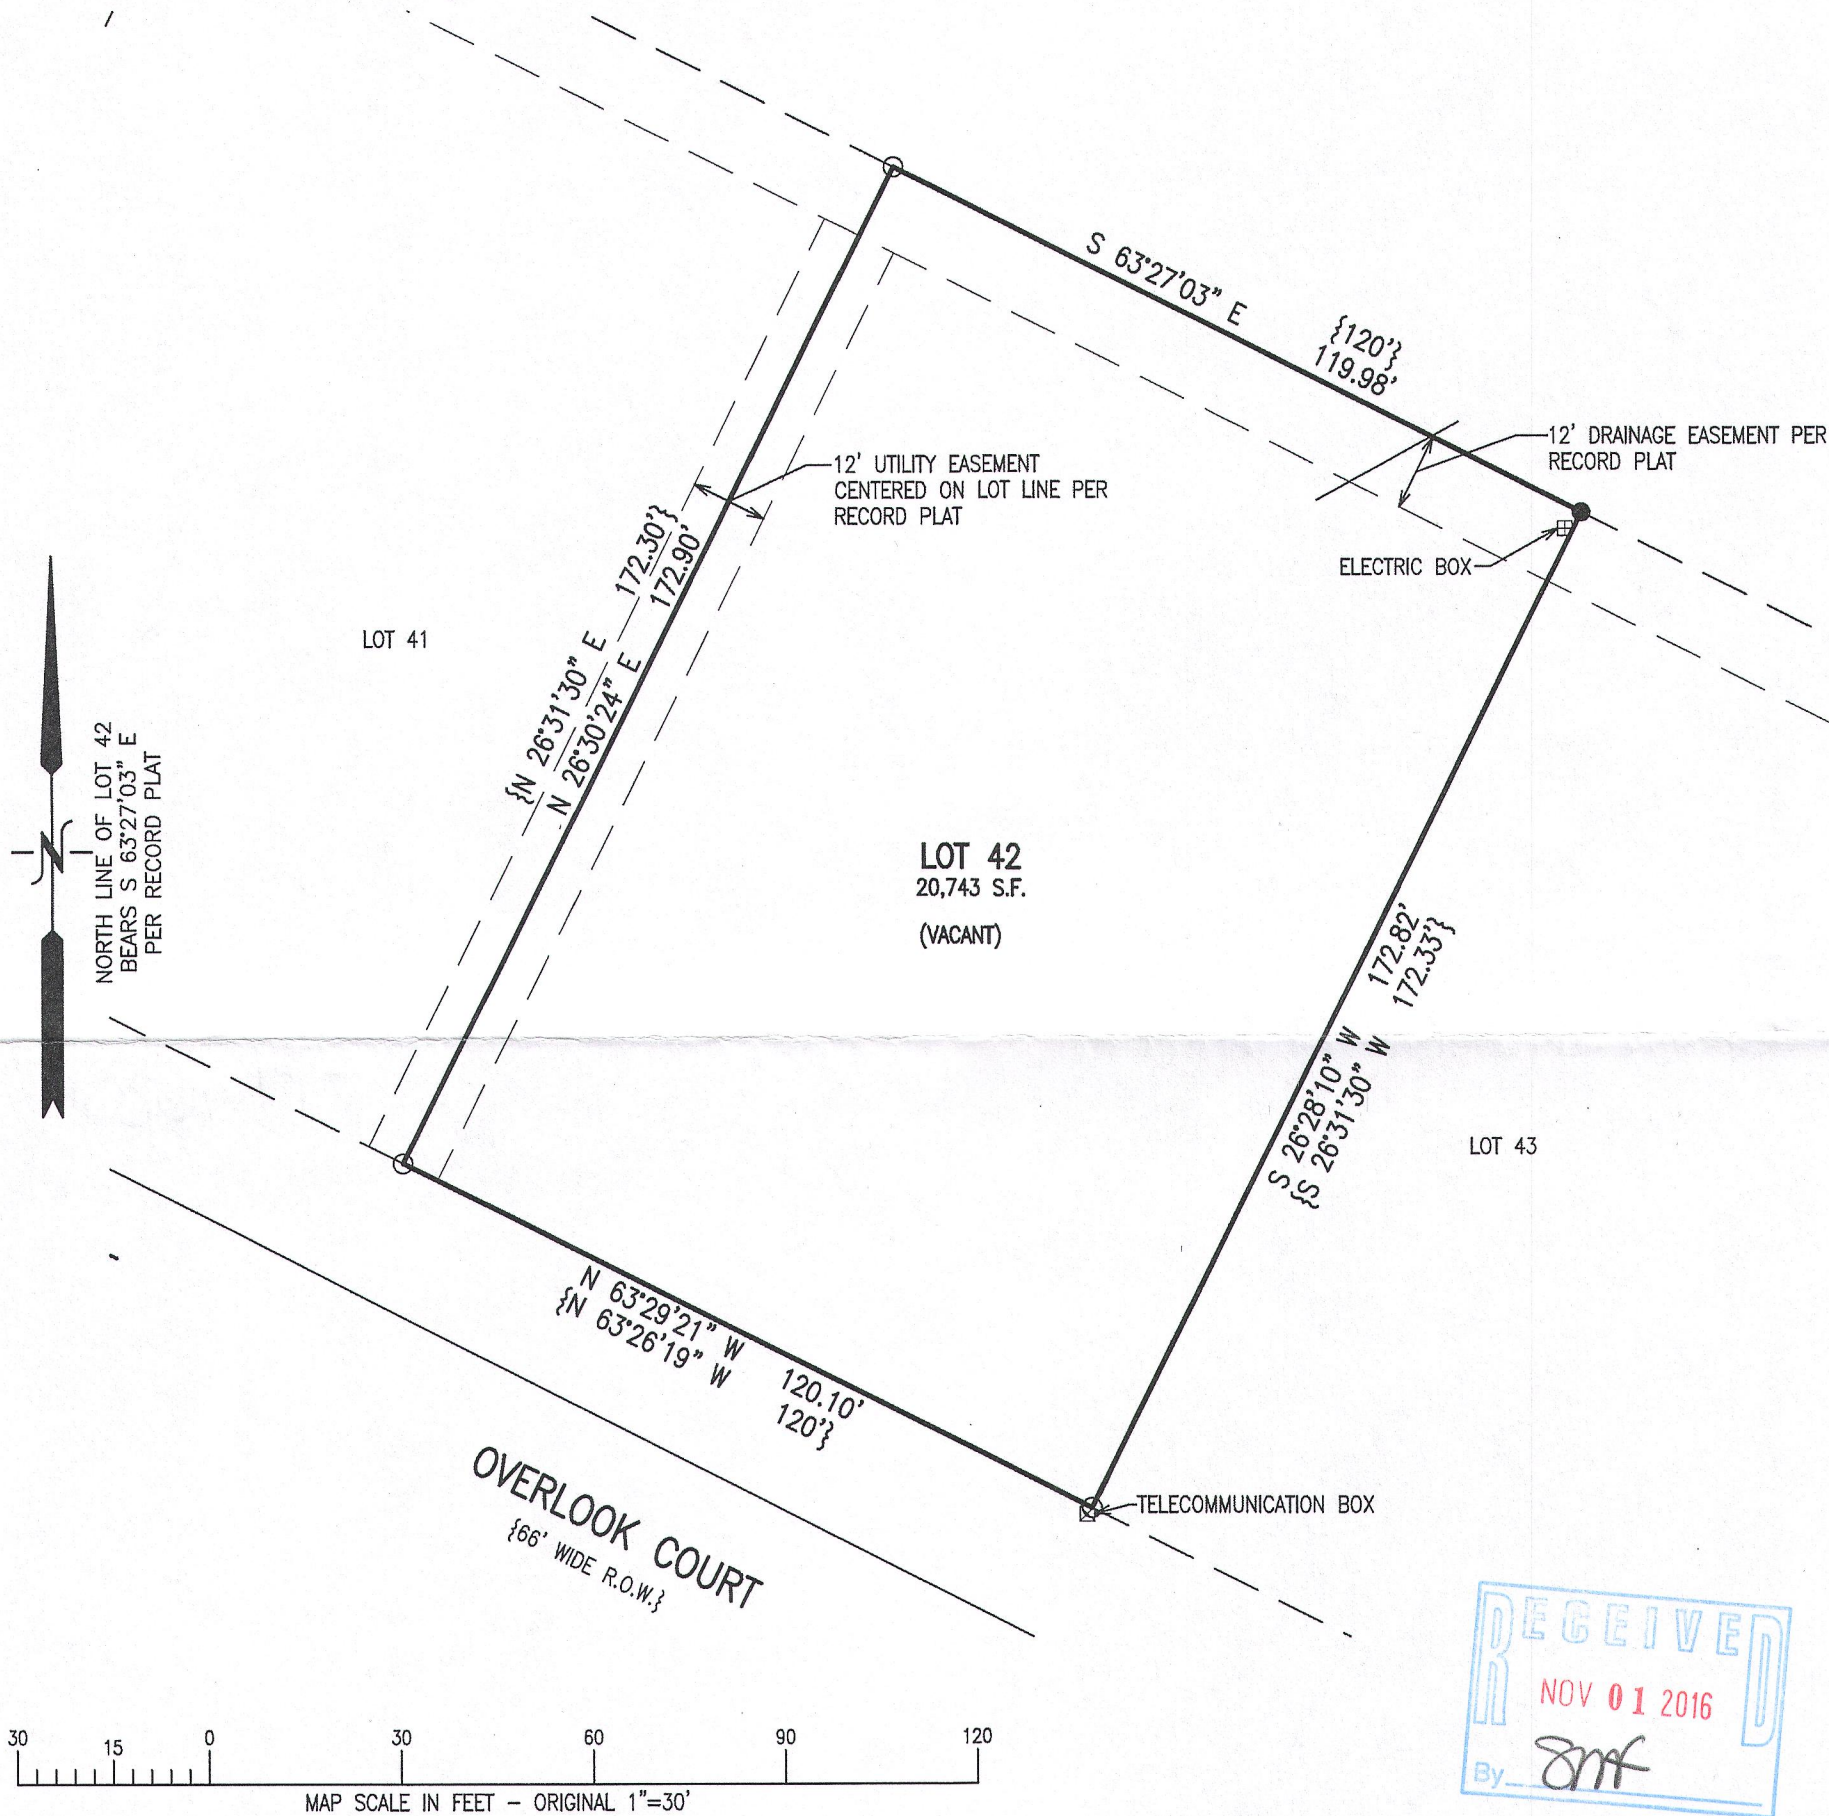 S 63°27'03" E
{120'}
119.98'
12' DRAINAGE EASEMENT PER
RECORD PLAT
12' UTILITY EASEMENT
CENTERED ON LOT LINE PER
RECORD PLAT
ELECTRIC BOX
{N 26°31'30" E 172.30'}
N 26°30'24" E 172.90'
LOT 41
NORTH LINE OF LOT 42
BEARS S 63°27'03" E
PER RECORD PLAT
N
LOT 42
20,743 S.F.
(VACANT)
S 26°28'10" W 172.82'
{S 26°31'30" W 172.33'}
LOT 43
N 63°29'21" W 120.10'
{N 63°26'19" W 120'}
TELECOMMUNICATION BOX
OVERLOOK COURT
{66' WIDE R.O.W.}
RECEIVED
NOV 01 2016
By
30 15 0 30 60 90 120
MAP SCALE IN FEET - ORIGINAL 1"=30'